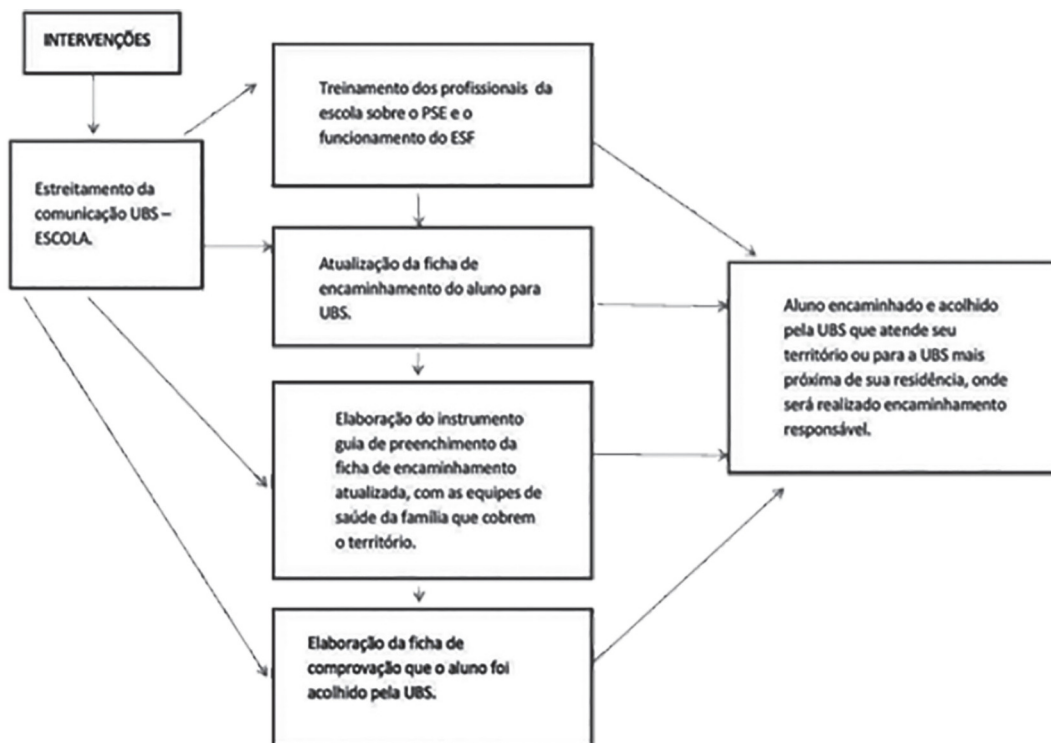 INTERVENÇÕES
Estreitamento da
comunicação UBS –
ESCOLA.
Treinamento dos profissionais da
escola sobre o PSE e o
funcionamento do ESF
Atualização da ficha de
encaminhamento do aluno para
UBS.
Elaboração do instrumento
guia de preenchimento da
ficha de encaminhamento
atualizada, com as equipes de
saúde da família que cobrem
o território.
Elaboração da ficha de
comprovação que o aluno foi
acolhido pela UBS.
Aluno encaminhado e acolhido
pela UBS que atende seu
território ou para a UBS mais
próxima de sua residência, onde
será realizado encaminhamento
responsável.